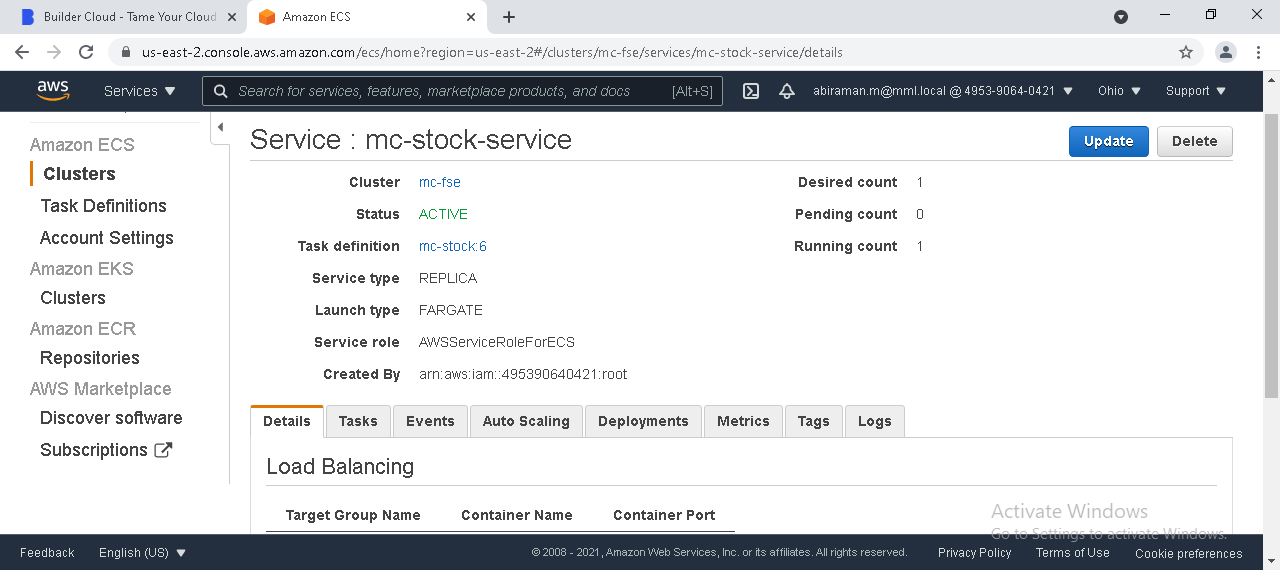 Builder Cloud - Tame Your Cloud
Amazon ECS
us-east-2.console.aws.amazon.com/ecs/home?region=us-east-2#/clusters/mc-fse/services/mc-stock-service/details
aws Services Search for services, features, marketplace products, and docs [Alt+S] abiraman.m@mml.local @ 4953-9064-0421 Ohio Support
Amazon ECS
Clusters
Task Definitions
Account Settings
Amazon EKS
Clusters
Amazon ECR
Repositories
AWS Marketplace
Discover software
Subscriptions
Service : mc-stock-service
Update Delete
Cluster mc-fse
Status ACTIVE
Task definition mc-stock:6
Service type REPLICA
Launch type FARGATE
Service role AWSServiceRoleForECS
Created By arn:aws:iam::495390640421:root
Desired count 1
Pending count 0
Running count 1
Details Tasks Events Auto Scaling Deployments Metrics Tags Logs
Load Balancing
Target Group Name Container Name Container Port
Activate Windows
Go to Settings to activate Windows.
Feedback English (US) © 2008 - 2021, Amazon Web Services, Inc. or its affiliates. All rights reserved. Privacy Policy Terms of Use Cookie preferences